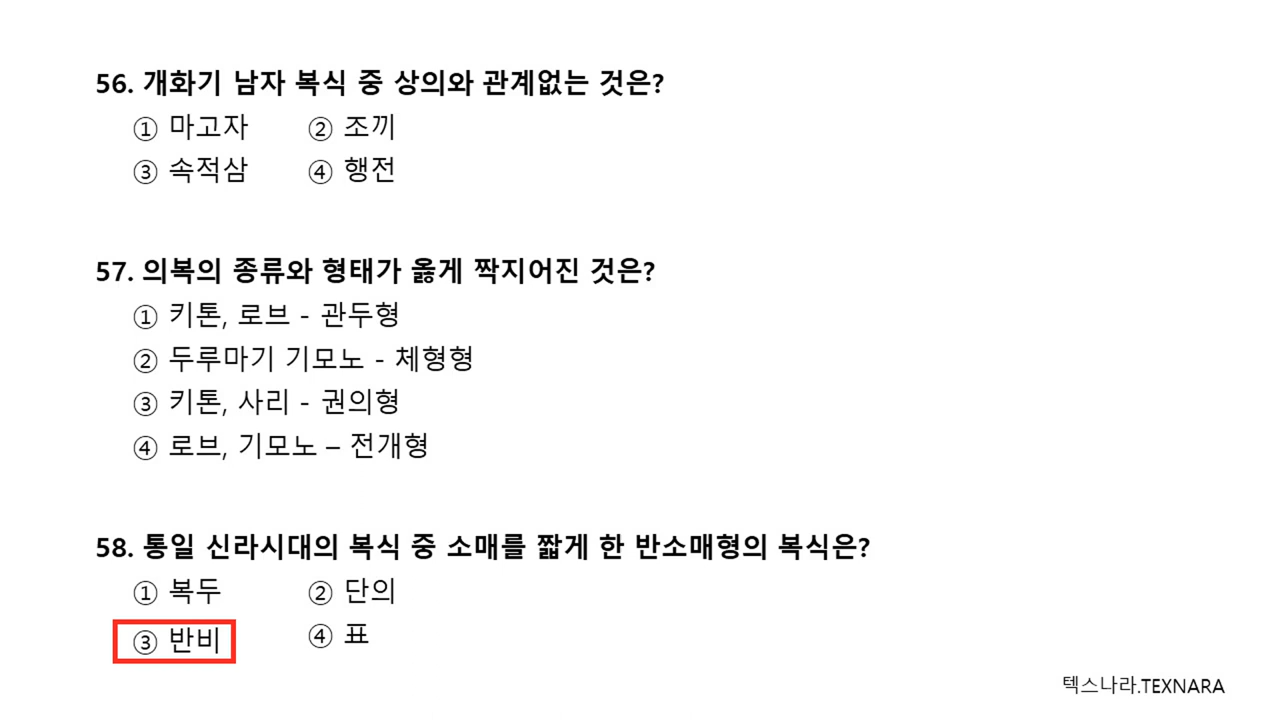 56. 개화기 남자 복식 중 상의와 관계없는 것은?
① 마고자 ② 조끼
③ 속적삼 ④ 행전
57. 의복의 종류와 형태가 옳게 짝지어진 것은?
① 키톤, 로브 - 관두형
② 두루마기 기모노 - 체형형
③ 키톤, 사리 - 권의형
④ 로브, 기모노 – 전개형
58. 통일 신라시대의 복식 중 소매를 짧게 한 반소매형의 복식은?
① 복두 ② 단의
③ 반비 ④ 표
텍스나라.TEXNARA